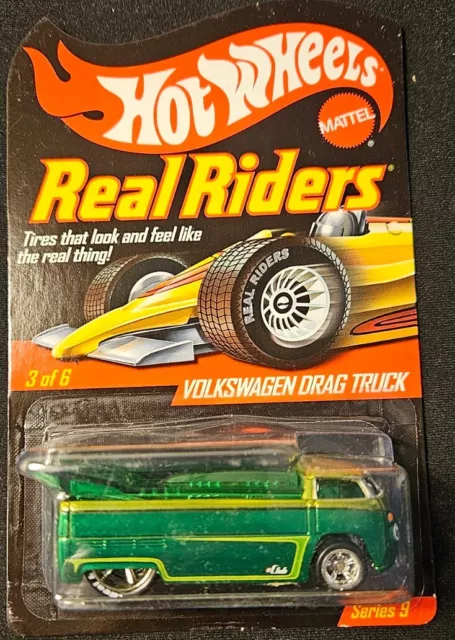 Hot Wheels
MATTEL
Real Riders
Tires that look and feel like
the real thing!
REAL RIDERS
3 of 6
VOLKSWAGEN DRAG TRUCK
Series 9